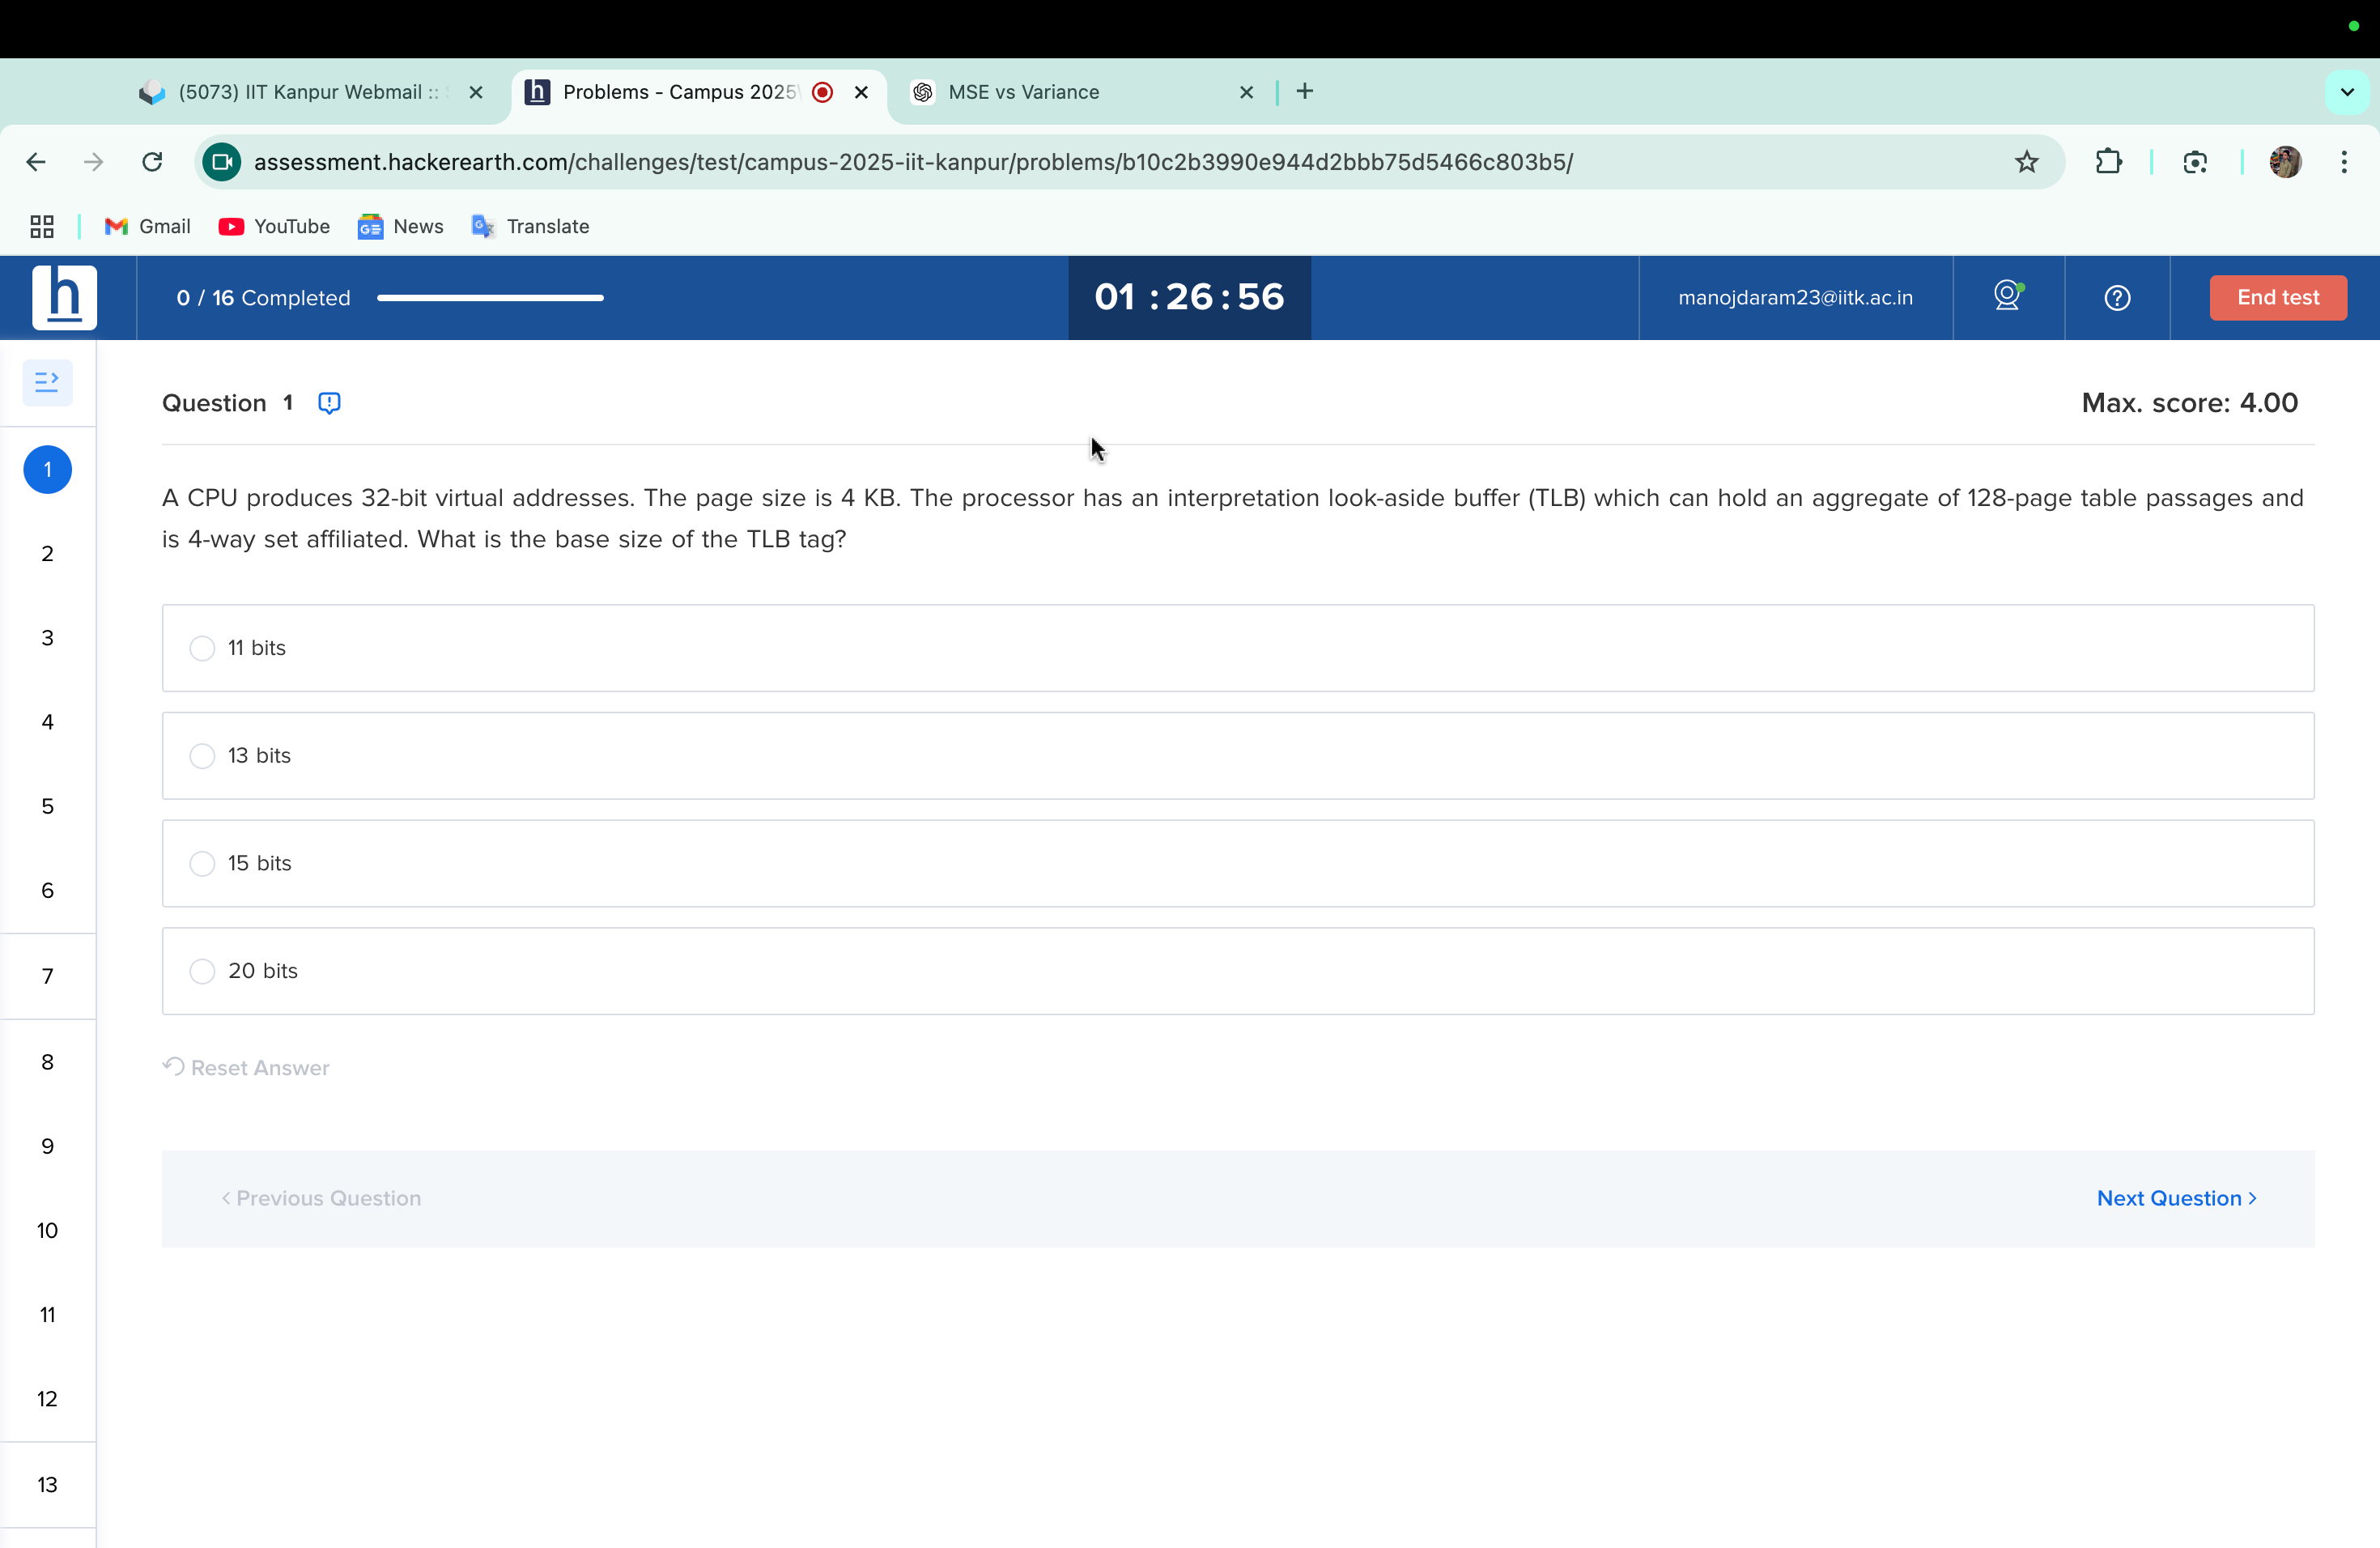 (5073) IIT Kanpur Webmail ::
Problems - Campus 2025
MSE vs Variance
assessment.hackerearth.com/challenges/test/campus-2025-iit-kanpur/problems/b10c2b3990e944d2bbb75d5466c803b5/
Gmail
YouTube
News
Translate
h
0 / 16 Completed
01 : 26 : 56
manojdaram23@iitk.ac.in
End test
Question 1
Max. score: 4.00
A CPU produces 32-bit virtual addresses. The page size is 4 KB. The processor has an interpretation look-aside buffer (TLB) which can hold an aggregate of 128-page table passages and
is 4-way set affiliated. What is the base size of the TLB tag?
11 bits
13 bits
15 bits
20 bits
Reset Answer
Previous Question
Next Question
1
2
3
4
5
6
7
8
9
10
11
12
13